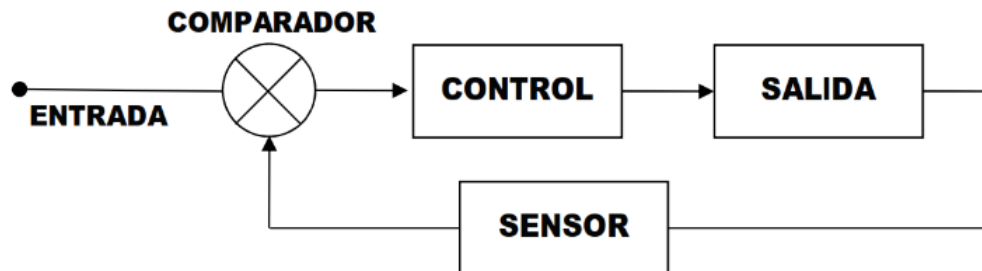 COMPARADOR
ENTRADA
CONTROL
SALIDA
SENSOR